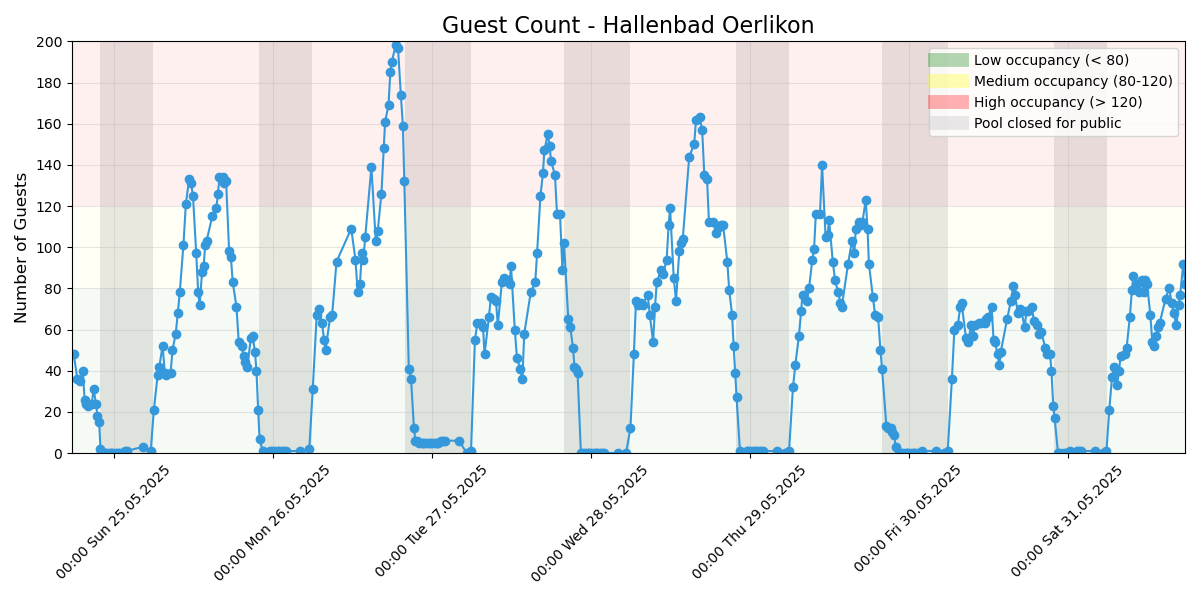 Guest Count - Hallenbad Oerlikon
Number of Guests
200
180
160
140
120
100
80
60
40
20
0
Low occupancy (< 80)
Medium occupancy (80-120)
High occupancy (> 120)
Pool closed for public
00:00 Sun 25.05.2025
00:00 Mon 26.05.2025
00:00 Tue 27.05.2025
00:00 Wed 28.05.2025
00:00 Thu 29.05.2025
00:00 Fri 30.05.2025
00:00 Sat 31.05.2025